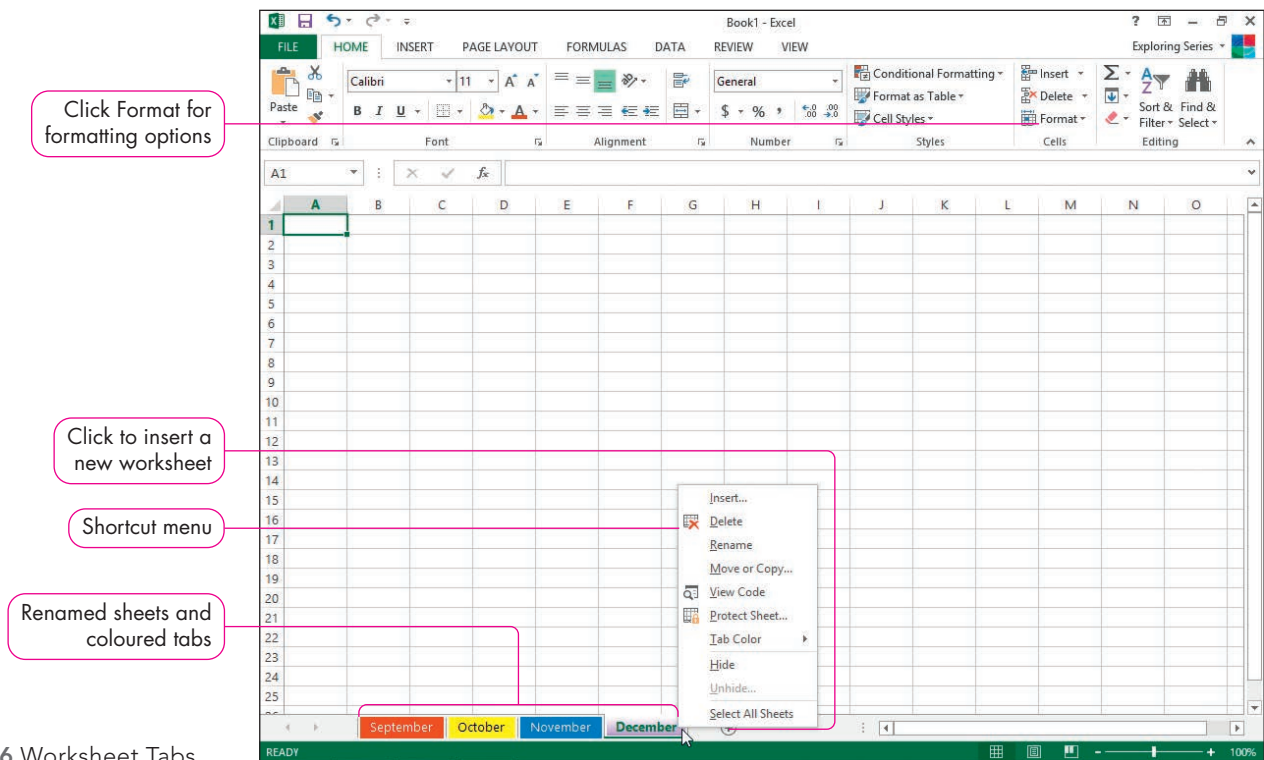 Book1 - Excel
?
FILE HOME INSERT PAGE LAYOUT FORMULAS DATA REVIEW VIEW Exploring Series
Calibri 11 A A General Conditional Formatting Insert Σ A Z
Paste Format as Table Delete Sort & Find &
B I U A $ % , .00 .0 Cell Styles Format Filter Select
Clipboard Font Alignment Number Styles Cells Editing
Click Format for
formatting options
A1 fx
A B C D E F G H I J K L M N O
1
2
3
4
5
6
7
8
9
10
11
12
13
14
15
16
17
18
19
20
21
22
23
24
25
Click to insert a
new worksheet
Shortcut menu
Renamed sheets and
coloured tabs
Insert...
Delete
Rename
Move or Copy...
View Code
Protect Sheet...
Tab Color
Hide
Unhide...
Select All Sheets
September October November December
READY 100%
6 Worksheet Tabs